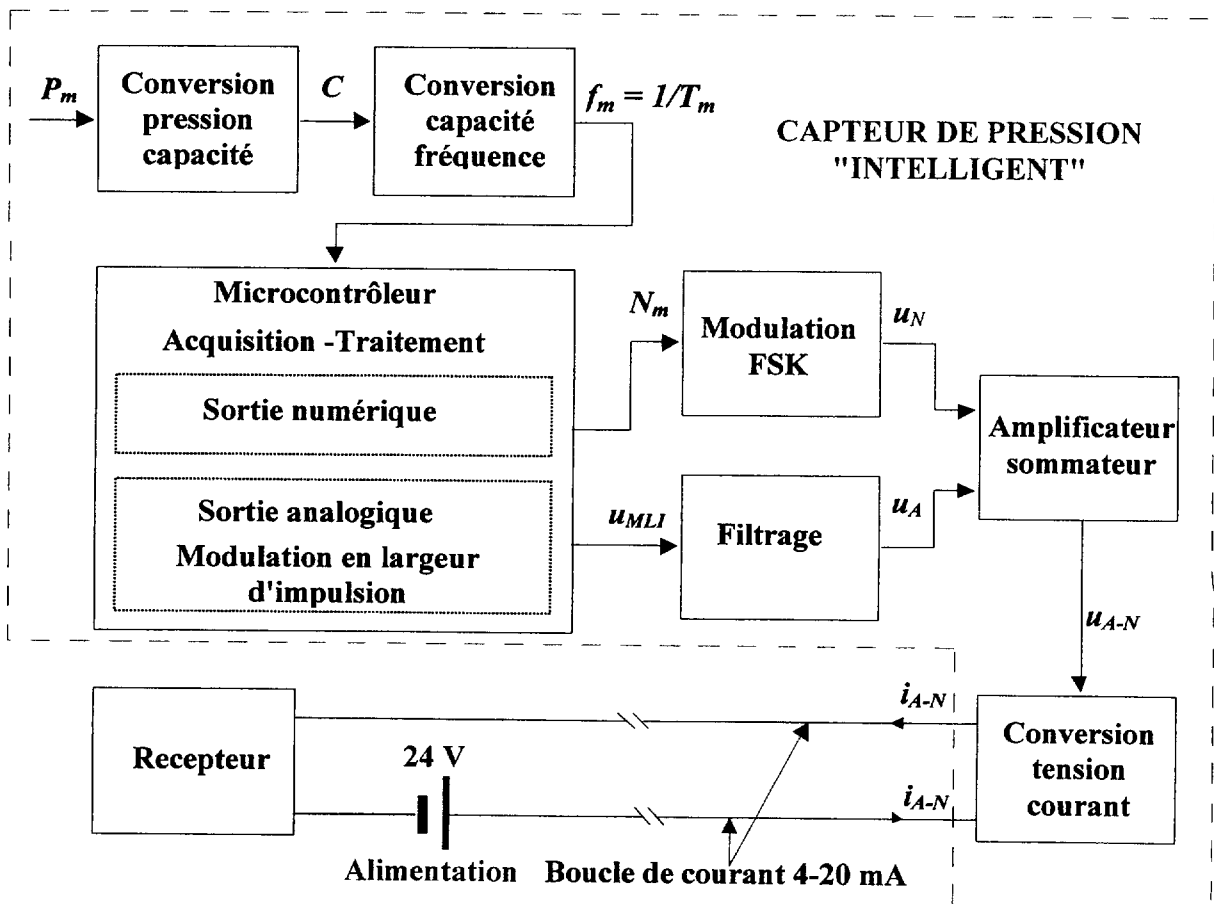 P_m
Conversion
pression
capacité
C
Conversion
capacité
fréquence
f_m = 1/T_m
CAPTEUR DE PRESSION
"INTELLIGENT"
Microcontrôleur
Acquisition -Traitement
Sortie numérique
Sortie analogique
Modulation en largeur
d'impulsion
N_m
Modulation
FSK
u_N
u_MLI
Filtrage
u_A
Amplificateur
sommateur
u_A-N
Recepteur
24 V
Alimentation
i_A-N
i_A-N
Boucle de courant 4-20 mA
Conversion
tension
courant